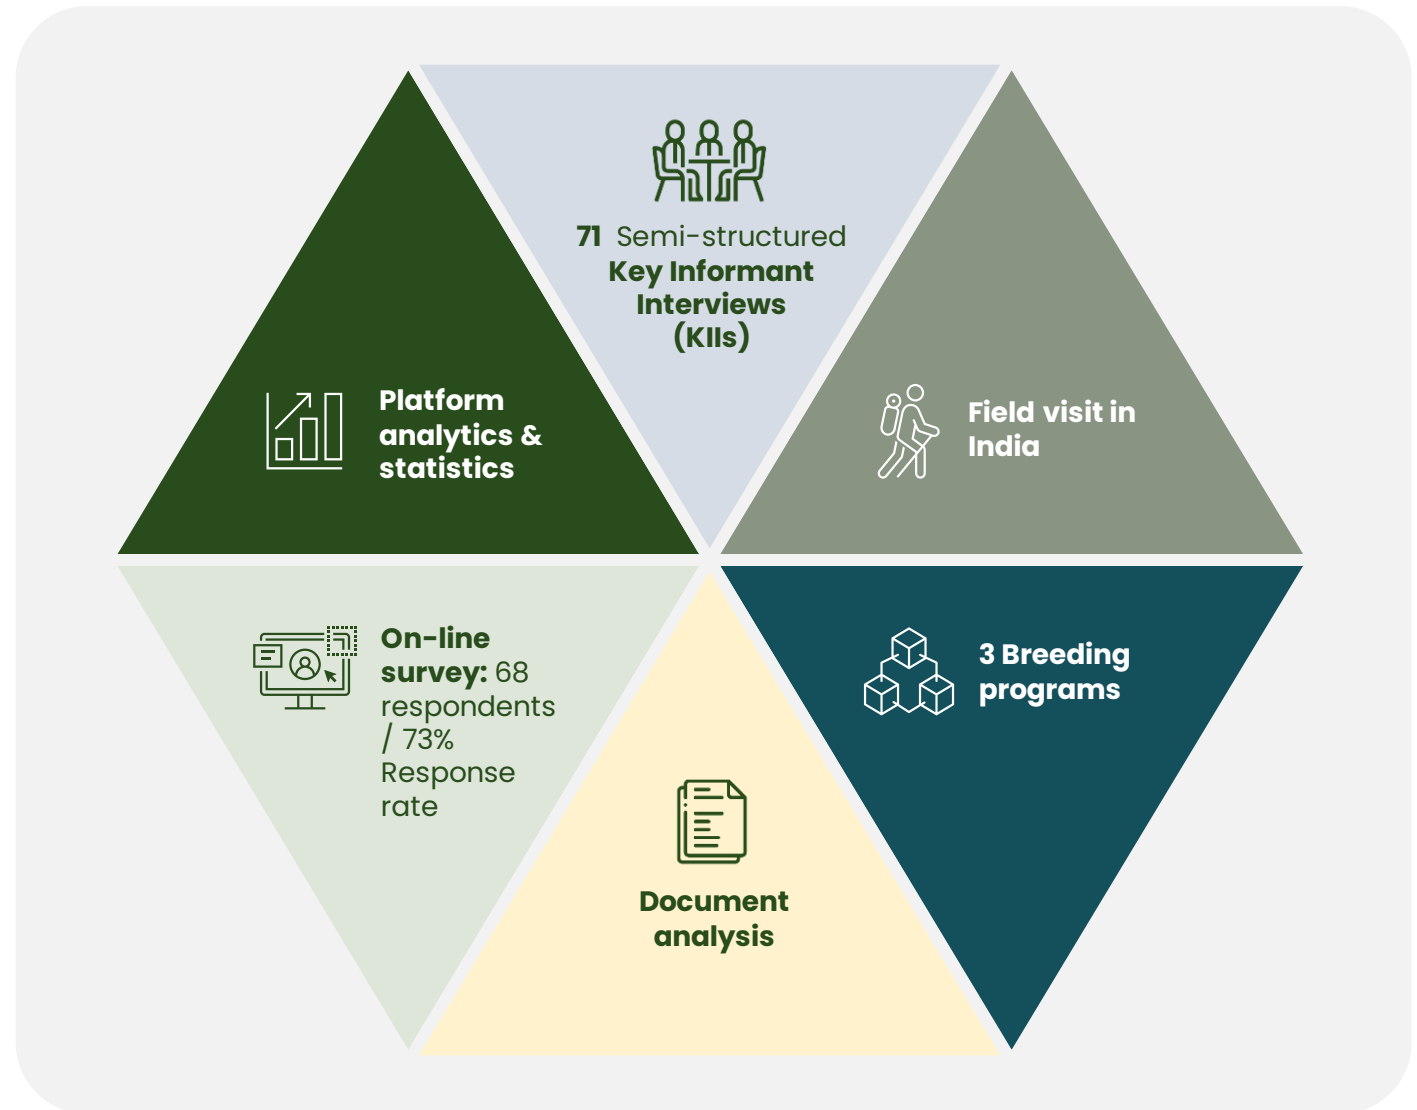 71 Semi-structured
Key Informant
Interviews
(KIIs)
Platform
analytics &
statistics
Field visit in
India
On-line
survey: 68
respondents
/ 73%
Response
rate
3 Breeding
programs
Document
analysis